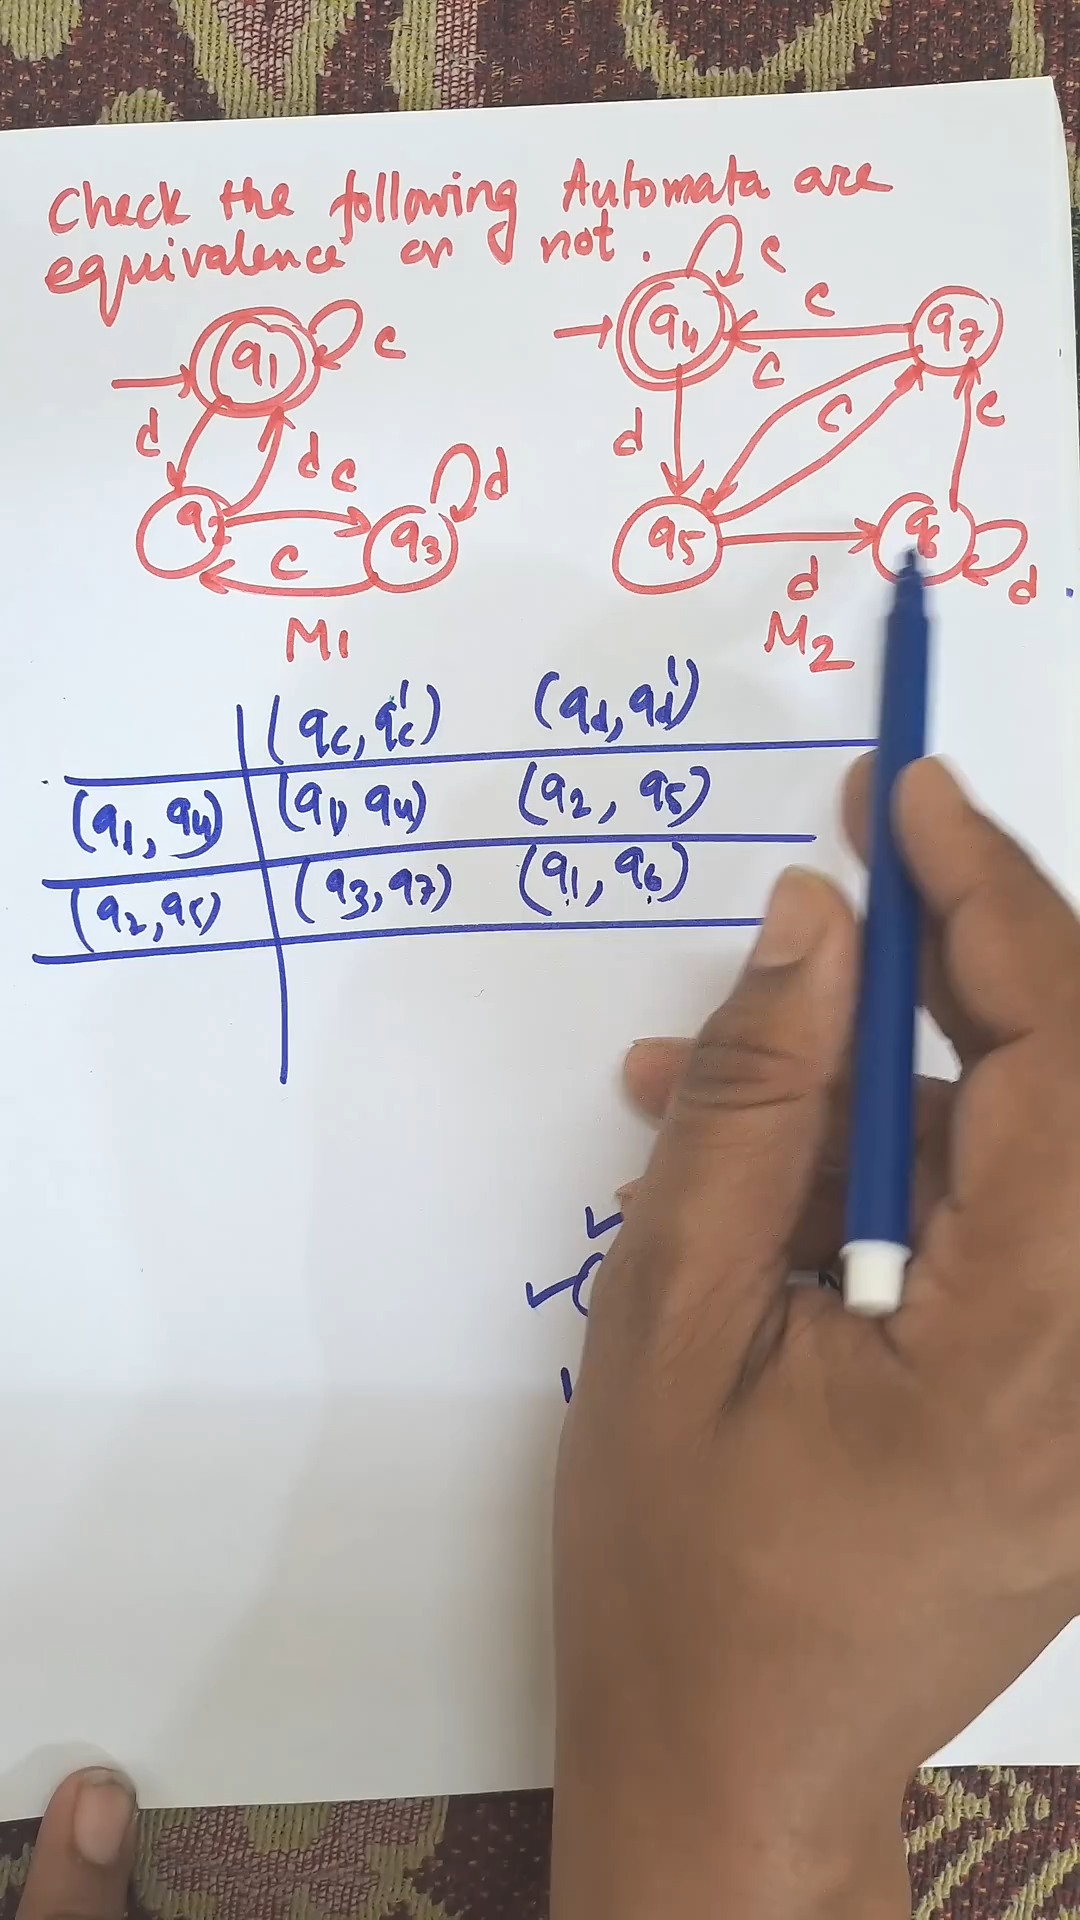 Check the following Automata are
equivalence or not.
c
q4
c
q7
q1
c
c
d
d
c
d
c
c
d
q2
q3
q5
q6
c
d
d
M1
M2
(qc, q'c) (qd, qd')
(q1, q4) (q1, q4) (q2, q5)
(q2, q5) (q3, q7) (q1, q6)